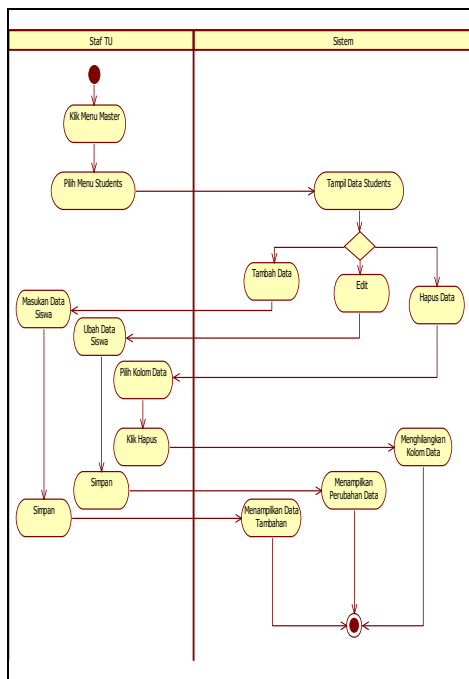 Staf TU
Sistem
Klik Menu Master
Pilih Menu Students
Tampil Data Students
Tambah Data
Edit
Hapus Data
Masukan Data
Siswa
Ubah Data
Siswa
Pilih Kolom Data
Klik Hapus
Menghilangkan
Kolom Data
Simpan
Menampilkan
Perubahan Data
Simpan
Menampilkan Data
Tambahan